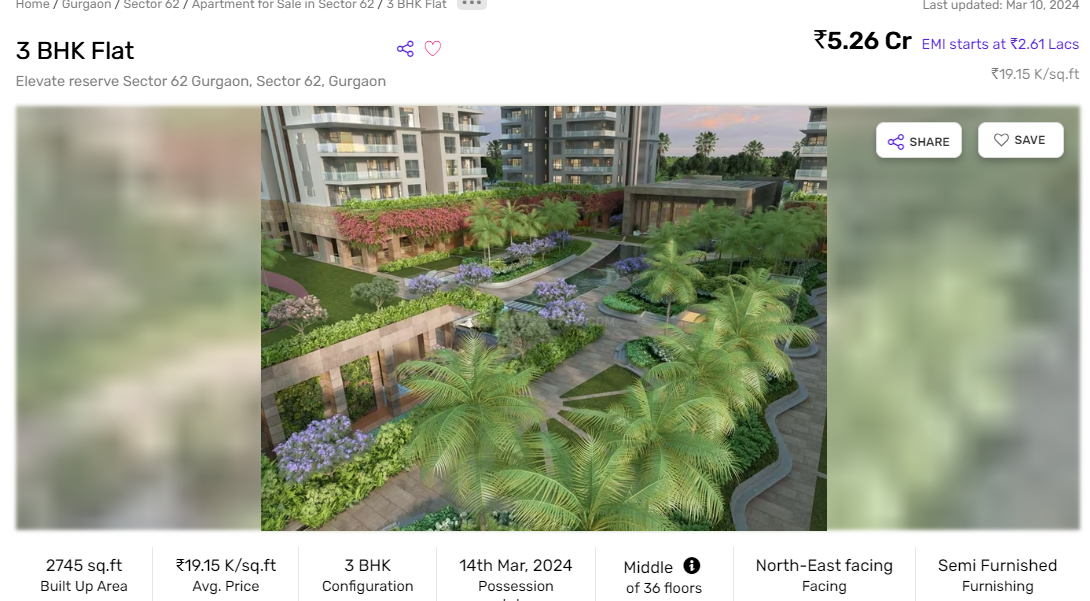 Home / Gurgaon / Sector 62 / Apartment for Sale in Sector 62 / 3 BHK Flat
Last updated: Mar 10, 2024
3 BHK Flat
₹5.26 Cr EMI starts at ₹2.61 Lacs
Elevate reserve Sector 62 Gurgaon, Sector 62, Gurgaon
₹19.15 K/sq.ft
SHARE
SAVE
2745 sq.ft
Built Up Area
₹19.15 K/sq.ft
Avg. Price
3 BHK
Configuration
14th Mar, 2024
Possession
Middle
of 36 floors
North-East facing
Facing
Semi Furnished
Furnishing